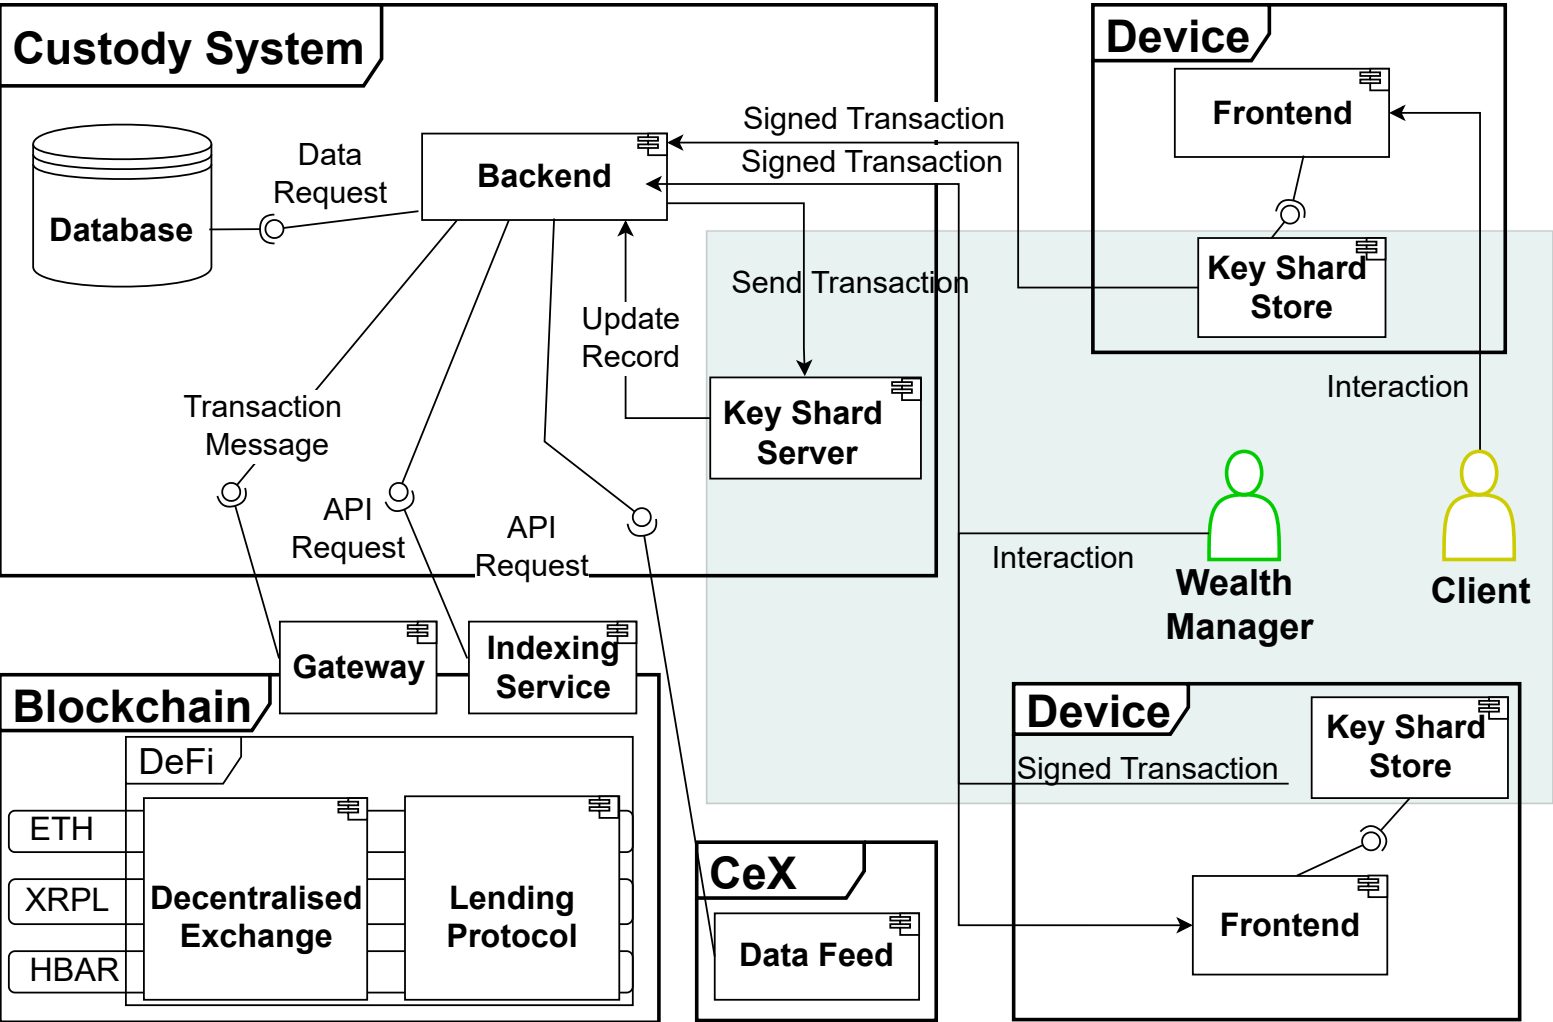 Custody System
Device
Frontend
Signed Transaction
Signed Transaction
Data
Request
Backend
Database
Key Shard
Store
Send Transaction
Update
Record
Interaction
Transaction
Message
Key Shard
Server
API
Request
API
Request
Interaction
Wealth
Manager
Client
Gateway
Indexing
Service
Blockchain
Device
Key Shard
Store
Signed Transaction
DeFi
ETH
XRPL
HBAR
Decentralised
Exchange
Lending
Protocol
CeX
Data Feed
Frontend